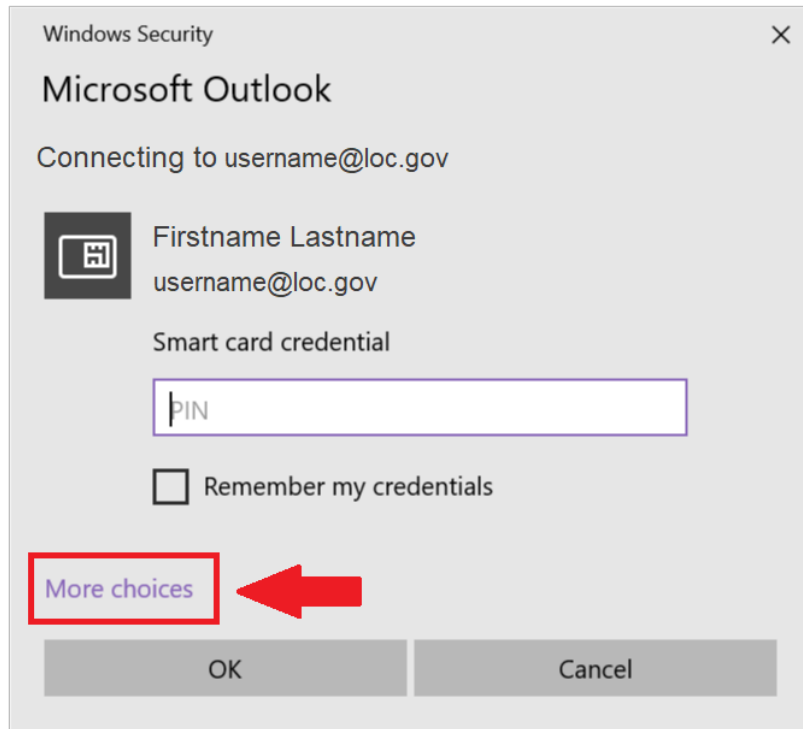 Windows Security
Microsoft Outlook
Connecting to username@loc.gov
Firstname Lastname
username@loc.gov
Smart card credential
PIN
Remember my credentials
More choices
OK Cancel